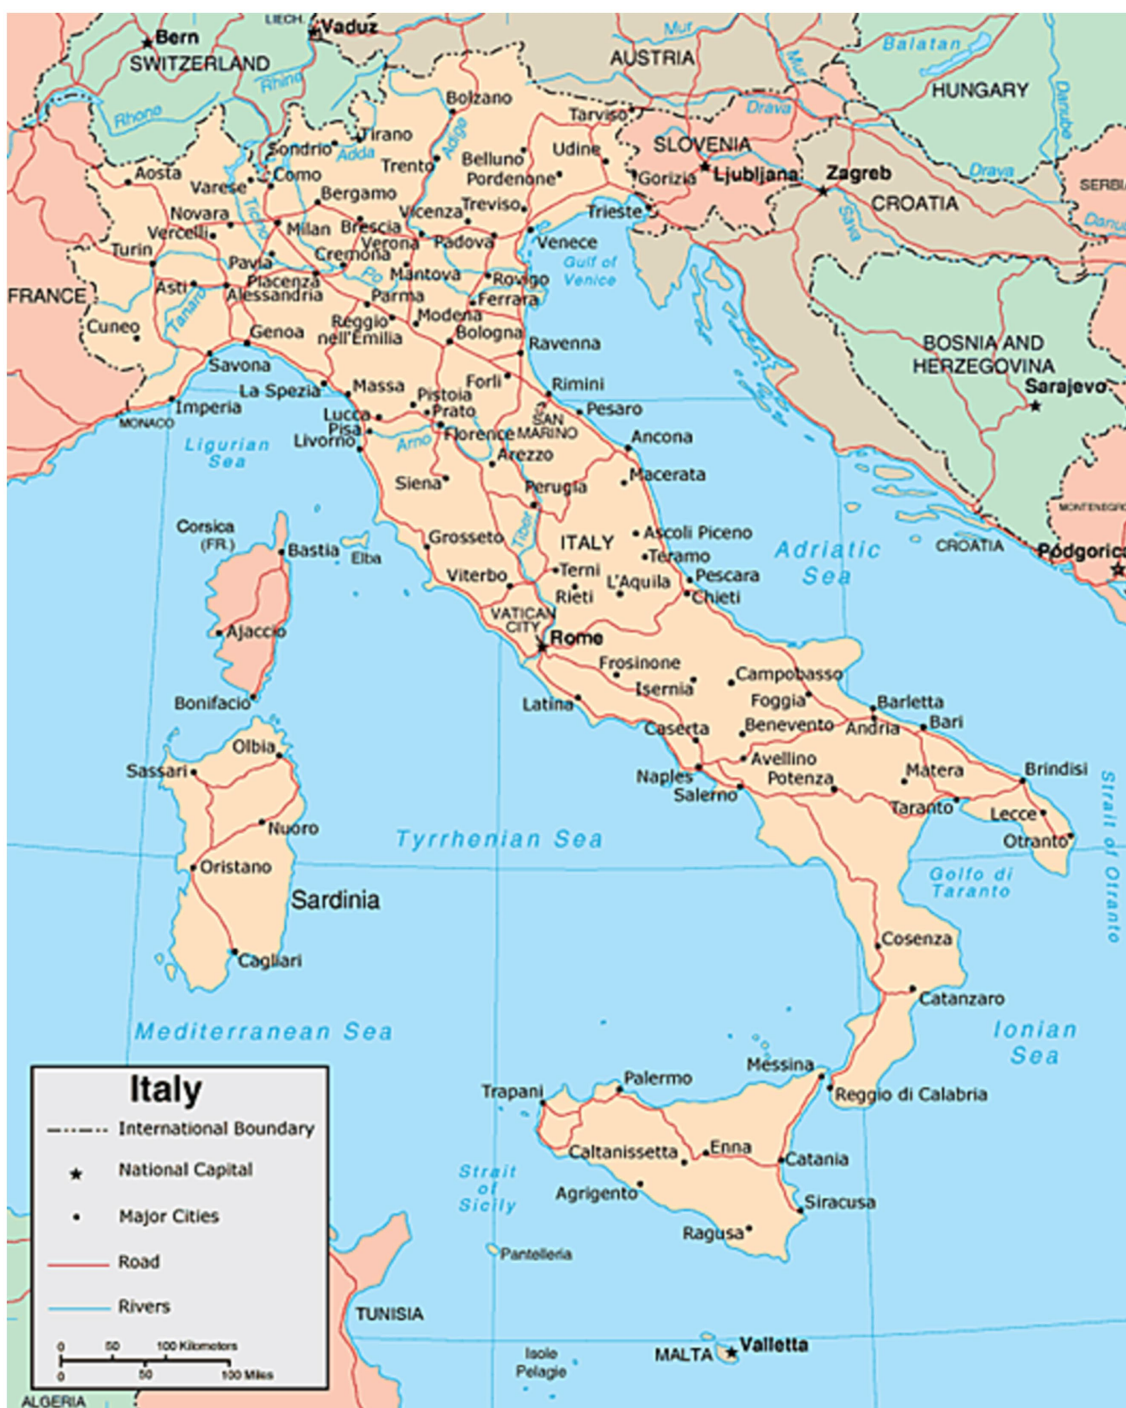 Bern
Vaduz
LIECH.
SWITZERLAND
Rhine
Rhone
AUSTRIA
Mur
Mur
Balatan
HUNGARY
Danube
Drava
Drava
Bolzano
Tarviso
Tirano
Sondrio
Adda
Adige
Trento
Belluno
Udine
SLOVENIA
Ljubljana
Zagreb
CROATIA
SERBI
Danu
Sava
Aosta
Varese
Como
Pordenone
Gorizia
Bergamo
Novara
Ticino
Vicenza
Treviso
Trieste
Vercelli
Milan
Brescia
Verona
Padova
Venece
Turin
Pavia
Cremona
Gulf of
Venice
Piacenza
Po
Mantova
Rovigo
FRANCE
Asti
Tanaro
Alessandria
Parma
Ferrara
Cuneo
Genoa
Reggio
nell'Emilia
Modena
Bologna
Ravenna
BOSNIA AND
HERZEGOVINA
Sarajevo
Savona
La Spezia
Massa
Forli
Rimini
Pistoia
Imperia
MONACO
Lucca
Prato
SAN
MARINO
Pesaro
Pisa
Livorno
Arno
Florence
Ancona
Ligurian
Sea
Arezzo
Siena
Perugia
Macerata
MONTENEGRO
Corsica
(FR.)
Bastia
Elba
Grosseto
Tiber
ITALY
Ascoli Piceno
Adriatic
Sea
CROATIA
Podgorica
Teramo
Viterbo
Terni
Rieti
L'Aquila
Pescara
Chieti
VATICAN
CITY
Rome
Ajaccio
Frosinone
Isernia
Campobasso
Bonifacio
Latina
Foggia
Barletta
Caserta
Benevento
Andria
Bari
Olbia
Sassari
Naples
Avellino
Salerno
Potenza
Matera
Brindisi
Taranto
Lecce
Otranto
Strait of Otranto
Nuoro
Tyrrhenian Sea
Oristano
Golfo di
Taranto
Sardinia
Cosenza
Cagliari
Catanzaro
Mediterranean Sea
Ionian
Sea
Messina
Reggio di Calabria
Trapani
Palermo
Caltanissetta
Enna
Catania
Strait
of
Sicily
Agrigento
Siracusa
Ragusa
Pantelleria
TUNISIA
Isole
Pelagie
MALTA
Valletta
ALGERIA
Italy
International Boundary
National Capital
Major Cities
Road
Rivers
0 50 100 Kilometers
0 50 100 Miles